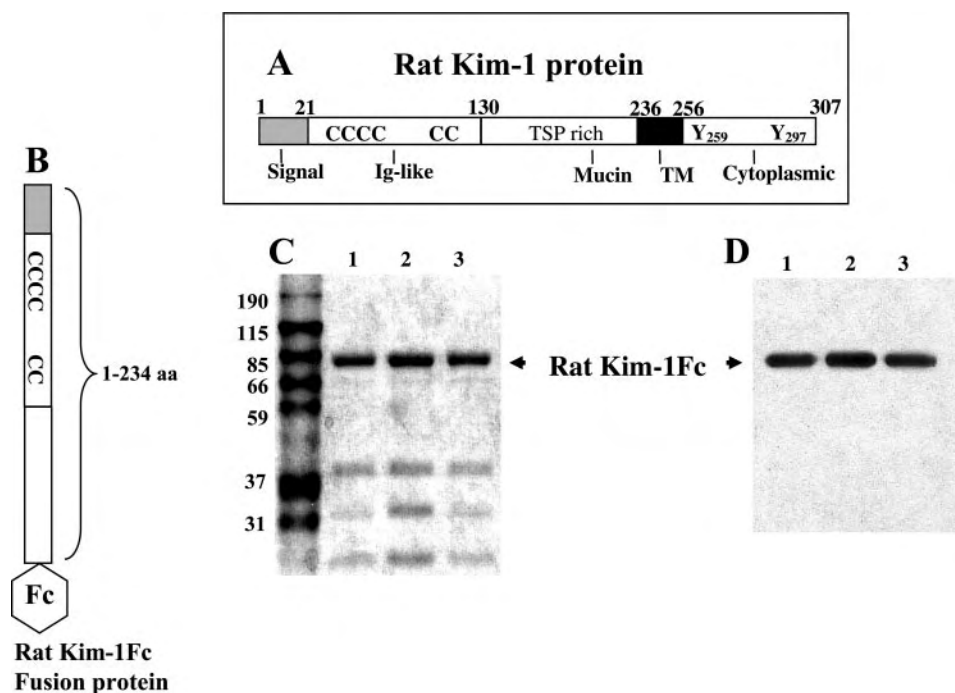 A Rat Kim-1 protein
1 21 130 236 256 307
CCCC CC TSP rich Y259 Y297
Signal Ig-like Mucin TM Cytoplasmic
B
CCCC CC
1-234 aa
Fc
Rat Kim-1Fc
Fusion protein
C
1 2 3
190
115
85
66
59
37
31
Rat Kim-1Fc
D
1 2 3